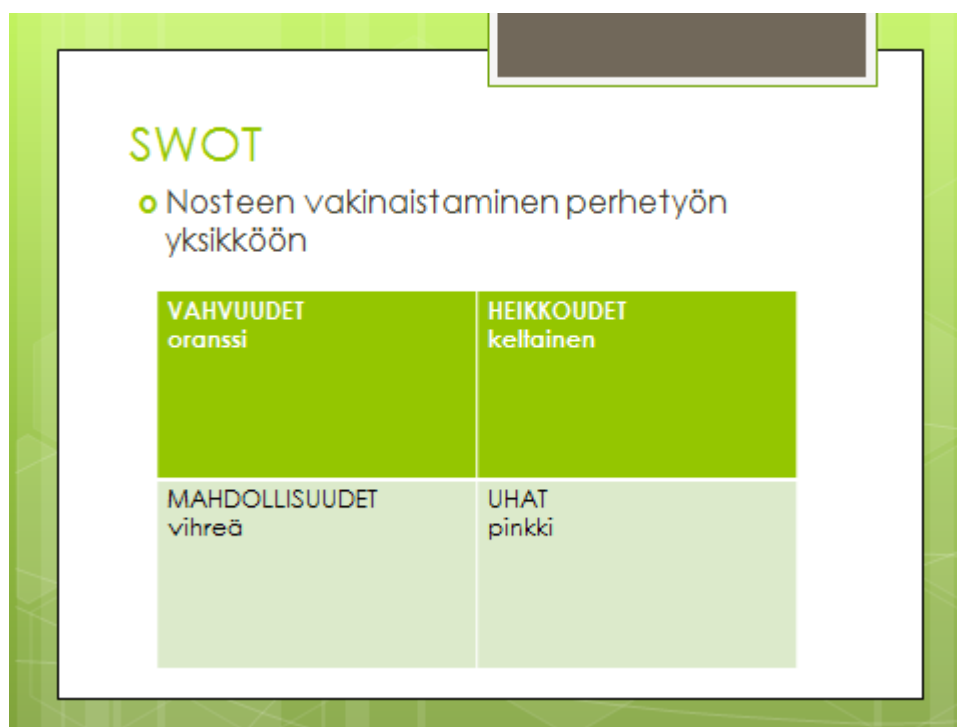 SWOT
Nosteen vakinaistaminen perhetyön
yksikköön
VAHVUUDET
oranssi
HEIKKOUDET
keltainen
MAHDOLLISUUDET
vihreä
UHAT
pinkki